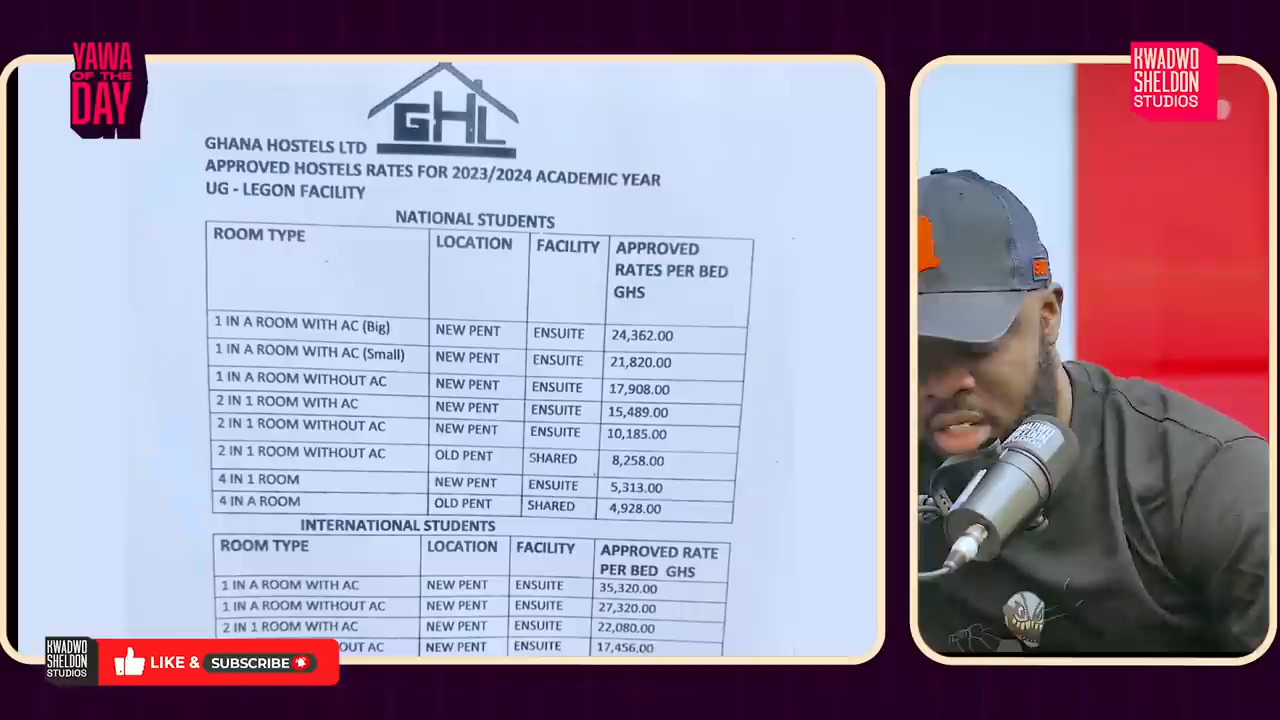 YAWA
OF THE
DAY
KWADWO
SHELDON
STUDIOS
GHL
GHANA HOSTELS LTD
APPROVED HOSTELS RATES FOR 2023/2024 ACADEMIC YEAR
UG - LEGON FACILITY
NATIONAL STUDENTS
ROOM TYPE LOCATION FACILITY APPROVED
RATES PER BED
GHS
1 IN A ROOM WITH AC (Big) NEW PENT ENSUITE 24,362.00
1 IN A ROOM WITH AC (Small) NEW PENT ENSUITE 21,820.00
1 IN A ROOM WITHOUT AC NEW PENT ENSUITE 17,908.00
2 IN 1 ROOM WITH AC NEW PENT ENSUITE 15,489.00
2 IN 1 ROOM WITHOUT AC NEW PENT ENSUITE 10,185.00
2 IN 1 ROOM WITHOUT AC OLD PENT SHARED 8,258.00
4 IN 1 ROOM NEW PENT ENSUITE 5,313.00
4 IN A ROOM OLD PENT SHARED 4,928.00
INTERNATIONAL STUDENTS
ROOM TYPE LOCATION FACILITY APPROVED RATE
PER BED GHS
1 IN A ROOM WITH AC NEW PENT ENSUITE 35,320.00
1 IN A ROOM WITHOUT AC NEW PENT ENSUITE 27,320.00
2 IN 1 ROOM WITH AC NEW PENT ENSUITE 22,080.00
OUT AC NEW PENT ENSUITE 17,456.00
KWADWO
SHELDON
STUDIOS
LIKE & SUBSCRIBE
KWADWO
SHELDON
STUDIOS